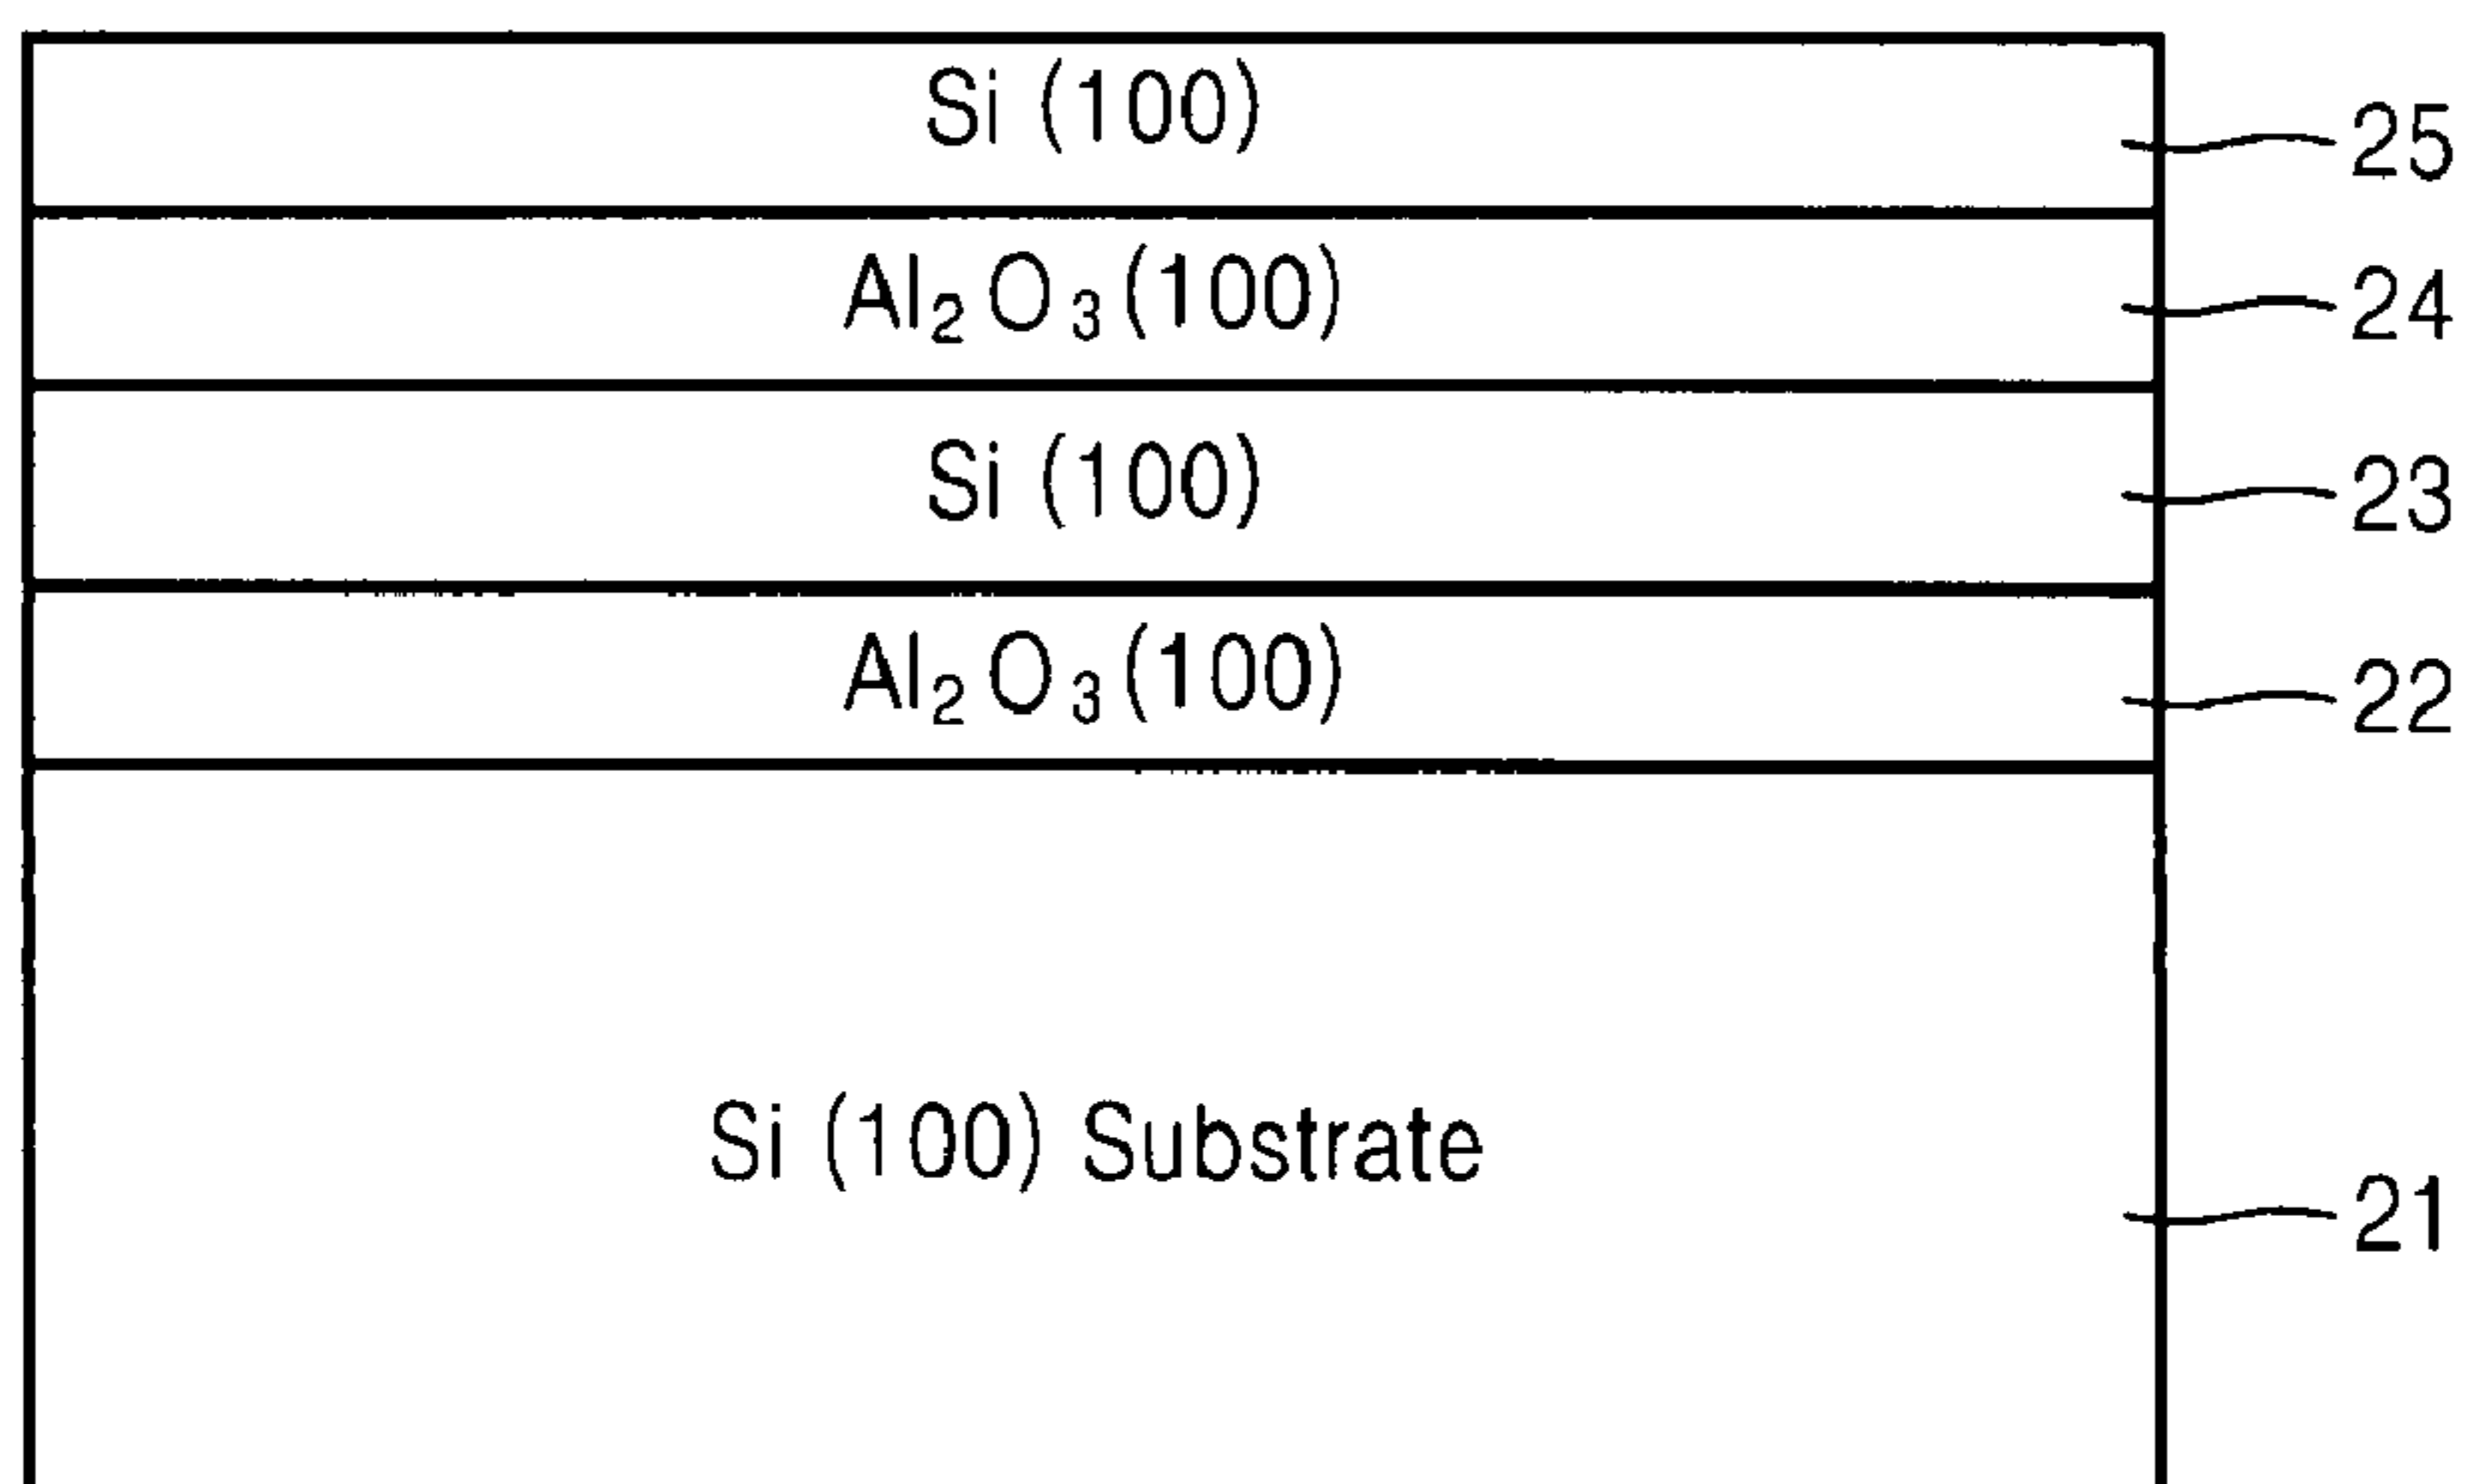 Si (100)
25
Al₂O₃(100)
24
Si (100)
23
Al₂O₃(100)
22
Si (100) Substrate
21